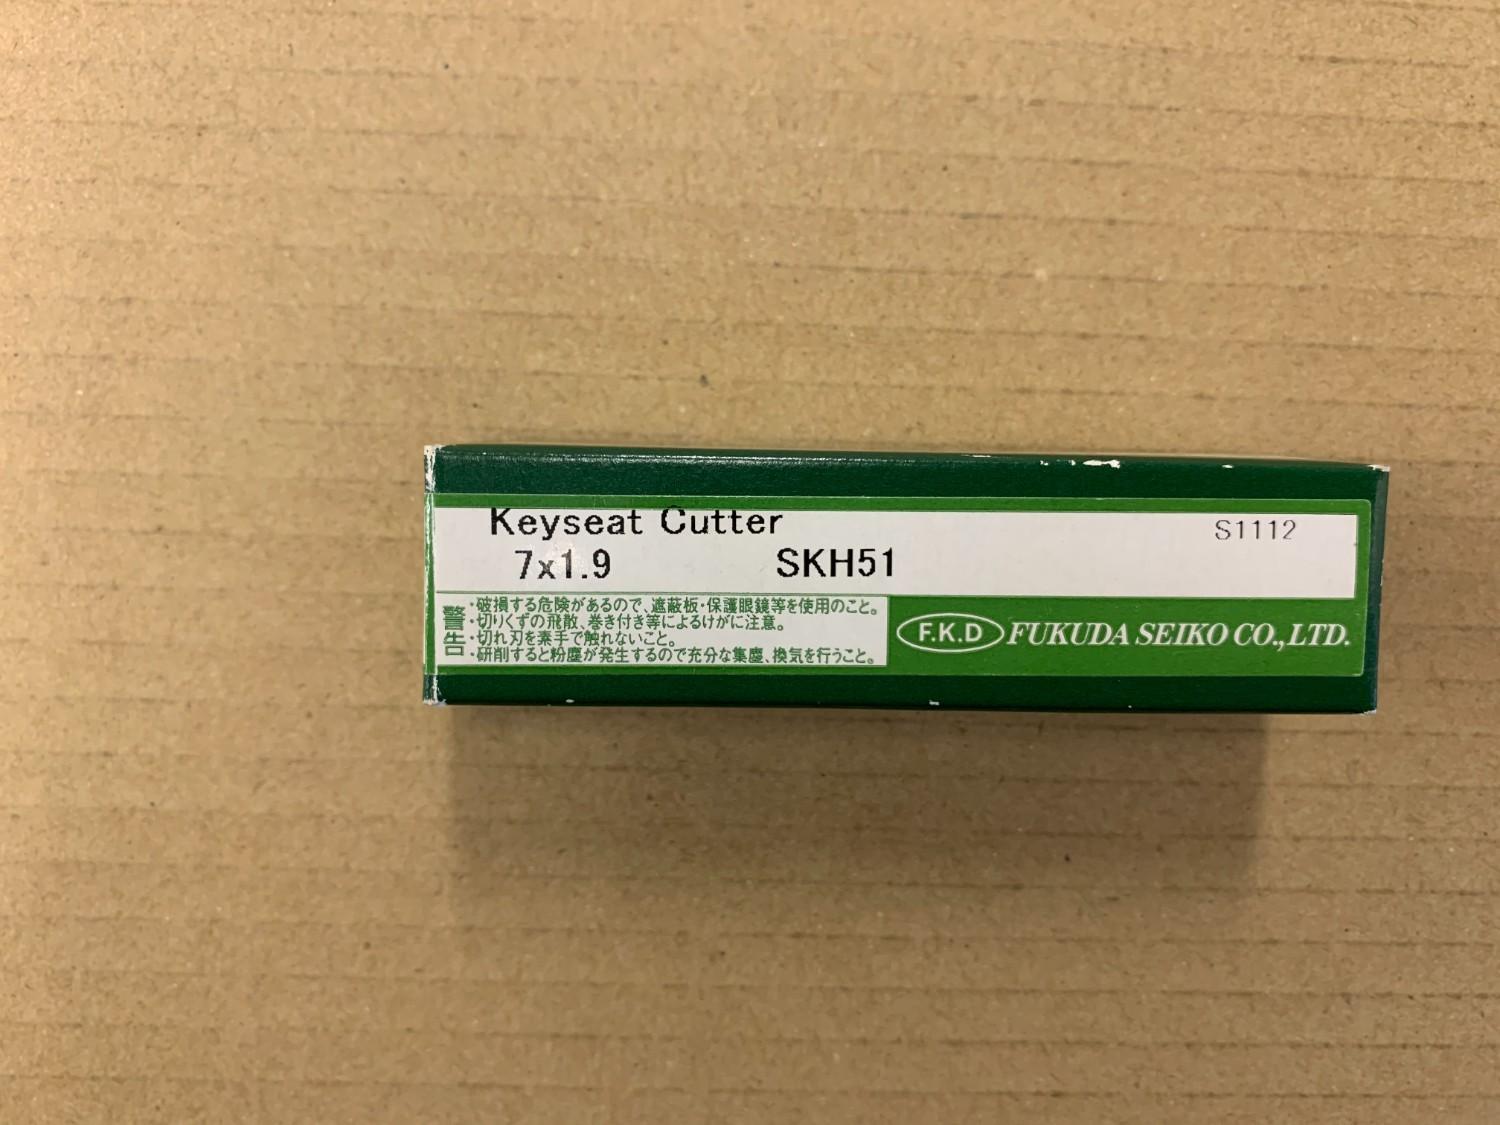 Keyseat Cutter
S1112
7x1.9 SKH51
警告
・破損する危険があるので、遮蔽板・保護眼鏡等を使用のこと。
・切りくずの飛散、巻き付き等によるけがに注意。
・切れ刃を素手で触れないこと。
・研削すると粉塵が発生するので充分な集塵、換気を行うこと。
F.K.D FUKUDA SEIKO CO., LTD.